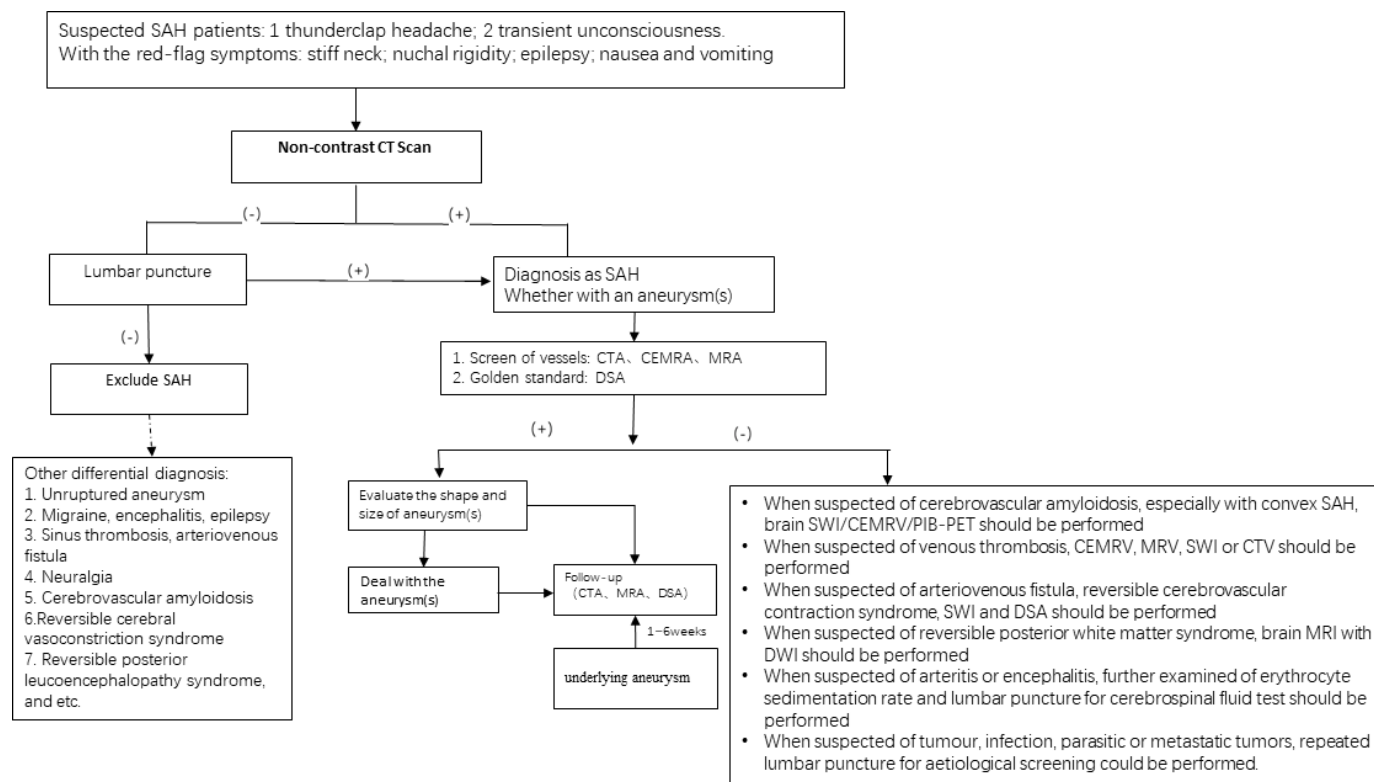 Suspected SAH patients: 1 thunderclap headache; 2 transient unconsciousness.
With the red-flag symptoms: stiff neck; nuchal rigidity; epilepsy; nausea and vomiting
Non-contrast CT Scan
(-)
(+)
Lumbar puncture
(+)
Diagnosis as SAH
Whether with an aneurysm(s)
(-)
1. Screen of vessels: CTA、CEMRA、MRA
2. Golden standard: DSA
Exclude SAH
(+)
(-)
Other differential diagnosis:
1. Unruptured aneurysm
2. Migraine, encephalitis, epilepsy
3. Sinus thrombosis, arteriovenous
fistula
4. Neuralgia
5. Cerebrovascular amyloidosis
6.Reversible cerebral
vasoconstriction syndrome
7. Reversible posterior
leucoencephalopathy syndrome,
and etc.
Evaluate the shape and
size of aneurysm(s)
Deal with the
aneurysm(s)
Follow-up
（CTA、MRA、DSA）
1-6weeks
underlying aneurysm
• When suspected of cerebrovascular amyloidosis, especially with convex SAH,
brain SWI/CEMRV/PIB-PET should be performed
• When suspected of venous thrombosis, CEMRV, MRV, SWI or CTV should be
performed
• When suspected of arteriovenous fistula, reversible cerebrovascular
contraction syndrome, SWI and DSA should be performed
• When suspected of reversible posterior white matter syndrome, brain MRI with
DWI should be performed
• When suspected of arteritis or encephalitis, further examined of erythrocyte
sedimentation rate and lumbar puncture for cerebrospinal fluid test should be
performed
• When suspected of tumour, infection, parasitic or metastatic tumors, repeated
lumbar puncture for aetiological screening could be performed.